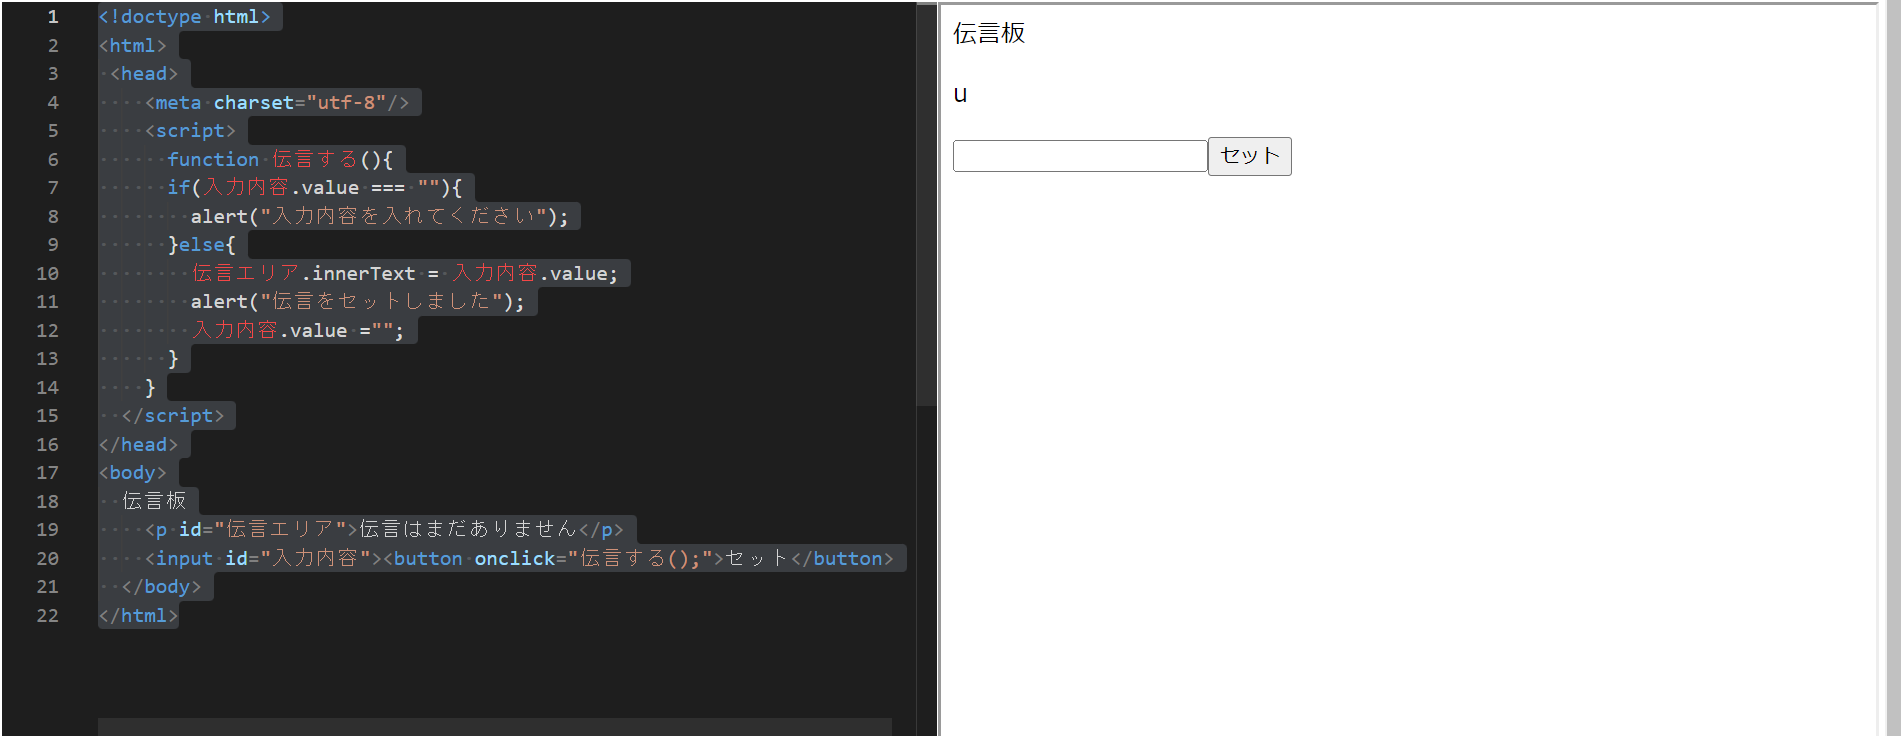 1 <!doctype html>
2 <html>
3 <head>
4 <meta charset="utf-8"/>
5 <script>
6 function 伝言する(){
7 if(入力内容.value === ""){
8 alert("入力内容を入れてください");
9 }else{
10 伝言エリア.innerText = 入力内容.value;
11 alert("伝言をセットしました");
12 入力内容.value ="";
13 }
14 }
15 </script>
16 </head>
17 <body>
18 伝言板
19 <p id="伝言エリア">伝言はまだありません</p>
20 <input id="入力内容"><button onclick="伝言する();">セット</button>
21 </body>
22 </html>
伝言板
u
セット